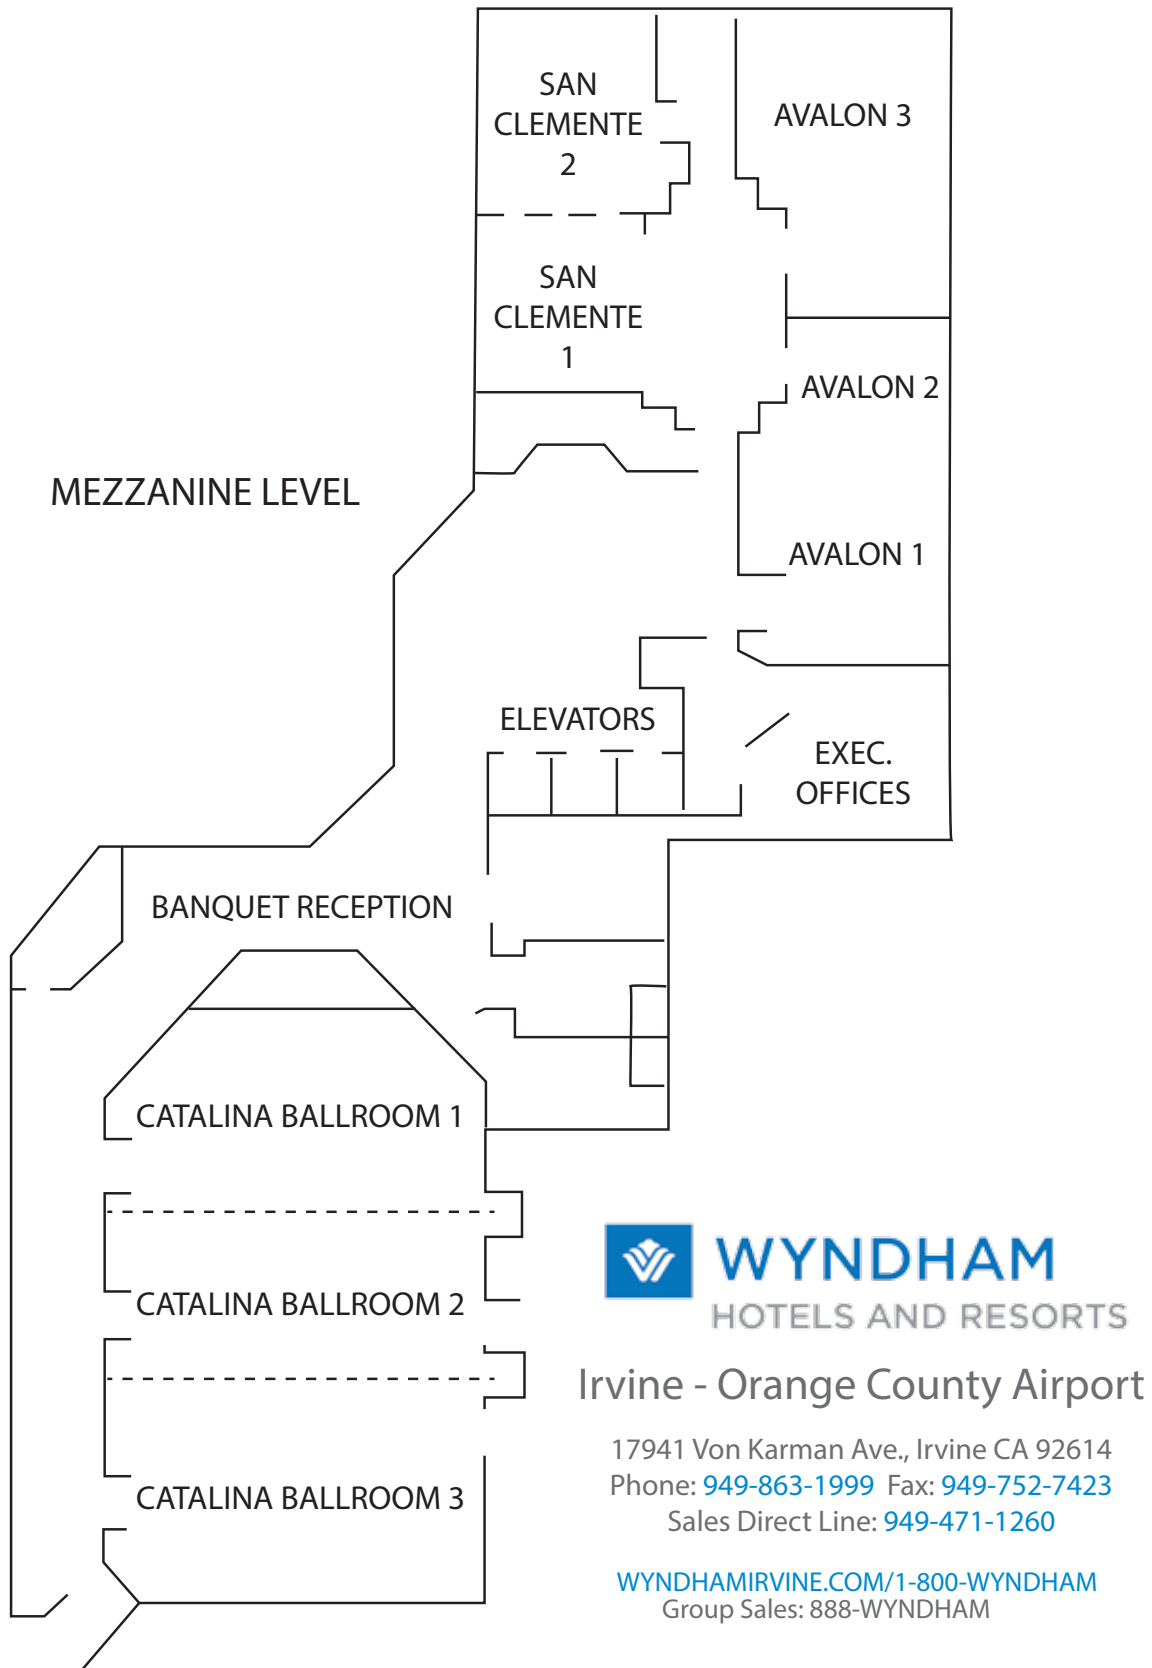 SAN
CLEMENTE
2
AVALON 3
SAN
CLEMENTE
1
AVALON 2
MEZZANINE LEVEL
AVALON 1
ELEVATORS
EXEC.
OFFICES
BANQUET RECEPTION
CATALINA BALLROOM 1
CATALINA BALLROOM 2
CATALINA BALLROOM 3
WYNDHAM
HOTELS AND RESORTS
Irvine - Orange County Airport
17941 Von Karman Ave., Irvine CA 92614
Phone: 949-863-1999 Fax: 949-752-7423
Sales Direct Line: 949-471-1260
WYNDHAMIRVINE.COM/1-800-WYNDHAM
Group Sales: 888-WYNDHAM